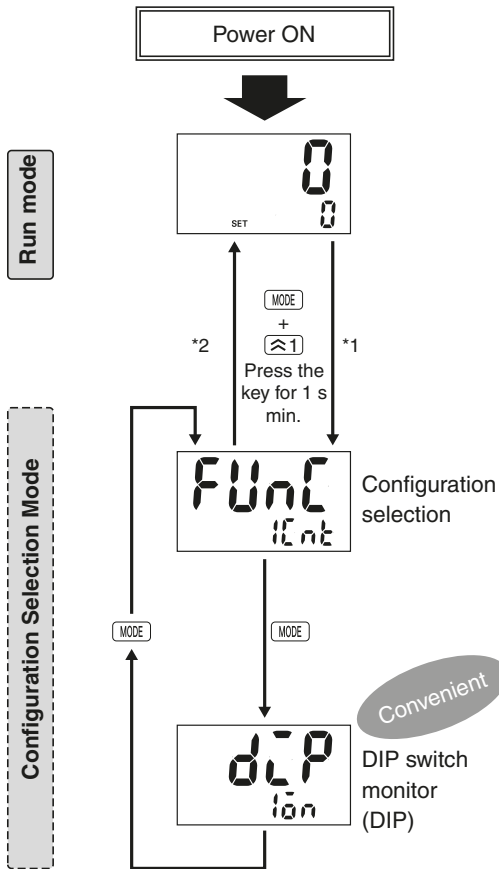 Power ON
Run mode
0
SET 0
MODE
+
*2 1 *1
Press the
key for 1 s
min.
Configuration Selection Mode
FUnC
1Cnt
Configuration
selection
MODE MODE
Convenient
diP
1on
DIP switch
monitor
(DIP)